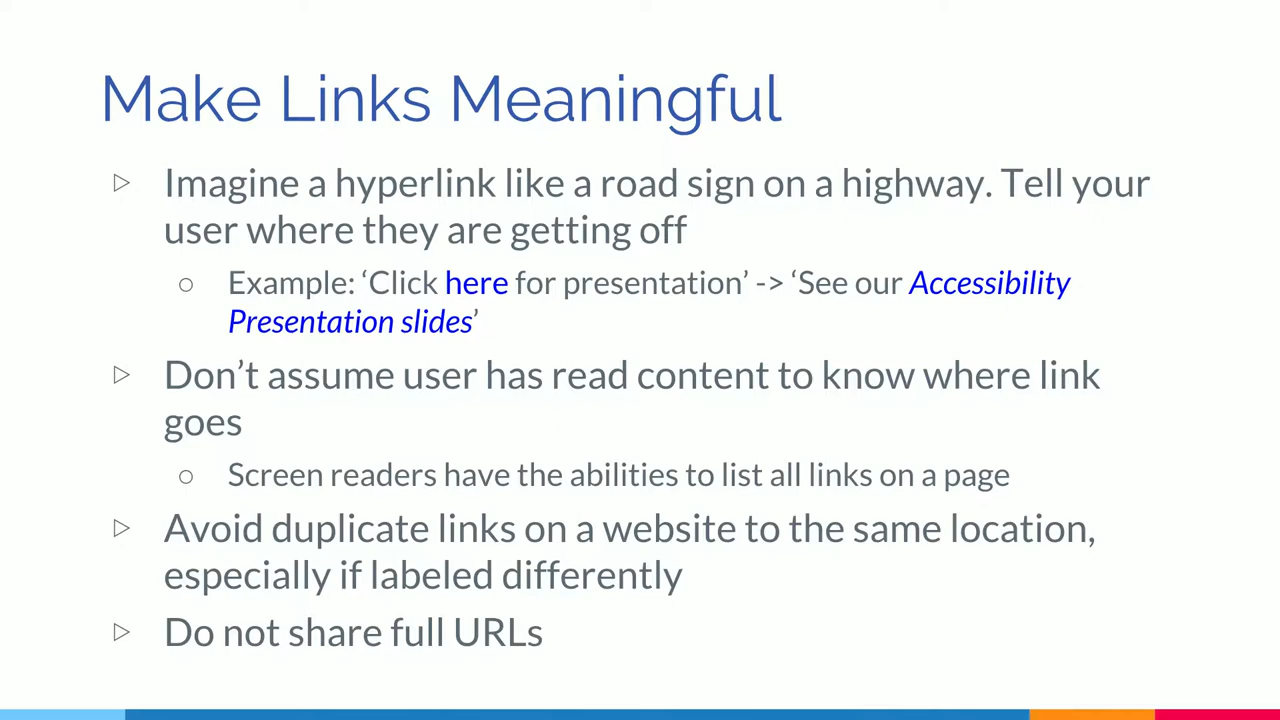 Make Links Meaningful
▷ Imagine a hyperlink like a road sign on a highway. Tell your
user where they are getting off
○ Example: ‘Click here for presentation’ -> ‘See our Accessibility
Presentation slides’
▷ Don’t assume user has read content to know where link
goes
○ Screen readers have the abilities to list all links on a page
▷ Avoid duplicate links on a website to the same location,
especially if labeled differently
▷ Do not share full URLs